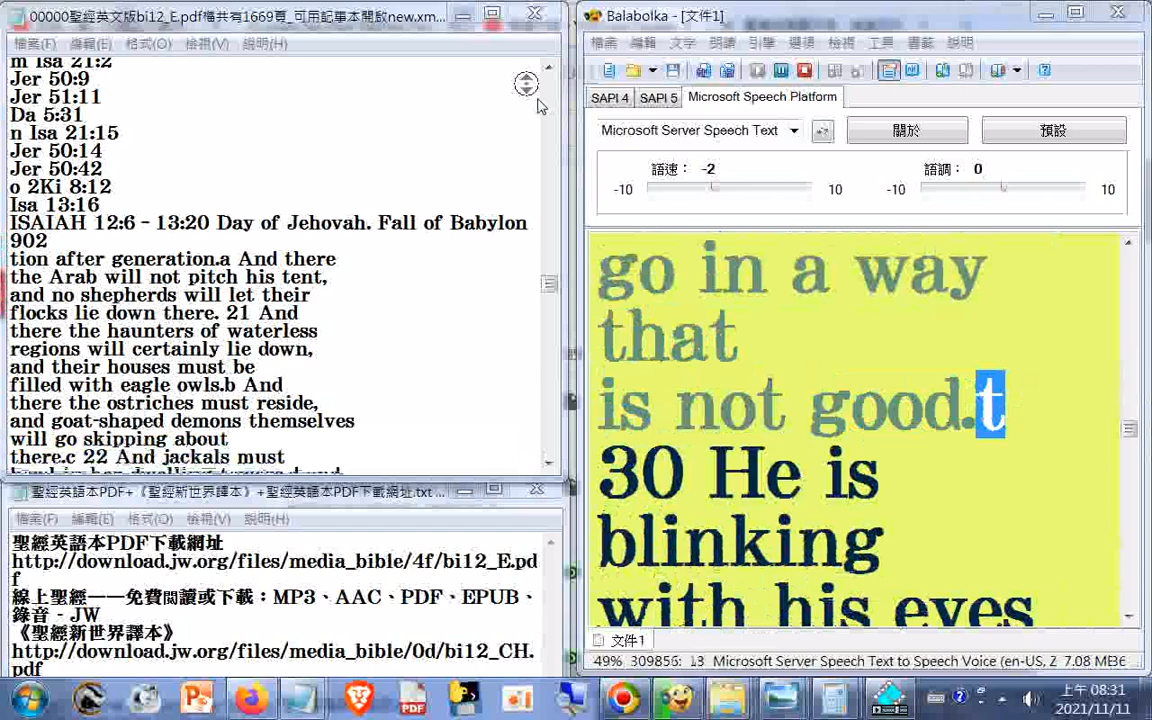 00000聖經英文版bi12_E.pdf檔共有1669頁_可用記事本開啟new.xm...
檔案(F) 編輯(E) 格式(O) 檢視(V) 說明(H)
m Isa 21:2
Jer 50:9
Jer 51:11
Da 5:31
n Isa 21:15
Jer 50:14
Jer 50:42
o 2Ki 8:12
Isa 13:16
ISAIAH 12:6–13:20 Day of Jehovah. Fall of Babylon
902
tion after generation.a And there
the Arab will not pitch his tent,
and no shepherds will let their
flocks lie down there. 21 And
there the haunters of waterless
regions will certainly lie down,
and their houses must be
filled with eagle owls.b And
there the ostriches must reside,
and goat-shaped demons themselves
will go skipping about
there.c 22 And jackals must
聖經英語本PDF+《聖經新世界譯本》+聖經英語本PDF下載網址.txt ...
檔案(F) 編輯(E) 格式(O) 檢視(V) 說明(H)
聖經英語本PDF下載網址
http://download.jw.org/files/media_bible/4f/bi12_E.pd
f
線上聖經——免費閱讀或下載：MP3、AAC、PDF、EPUB、
錄音 - JW
《聖經新世界譯本》
http://download.jw.org/files/media_bible/0d/bi12_CH.
pdf
Balabolka - [文件1]
檔案 編輯 文字 朗讀 引擎 選項 檢視 工具 書籤 說明
SAPI 4 SAPI 5 Microsoft Speech Platform
Microsoft Server Speech Text 關於 預設
語速： -2 語調： 0
-10 10 -10 10
go in a way
that
is not good.t
30 He is
blinking
with his eyes
文件1
49% 309856: 13 Microsoft Server Speech Text to Speech Voice (en-US, Z 7.08 MB
上午 08:31
2021/11/11